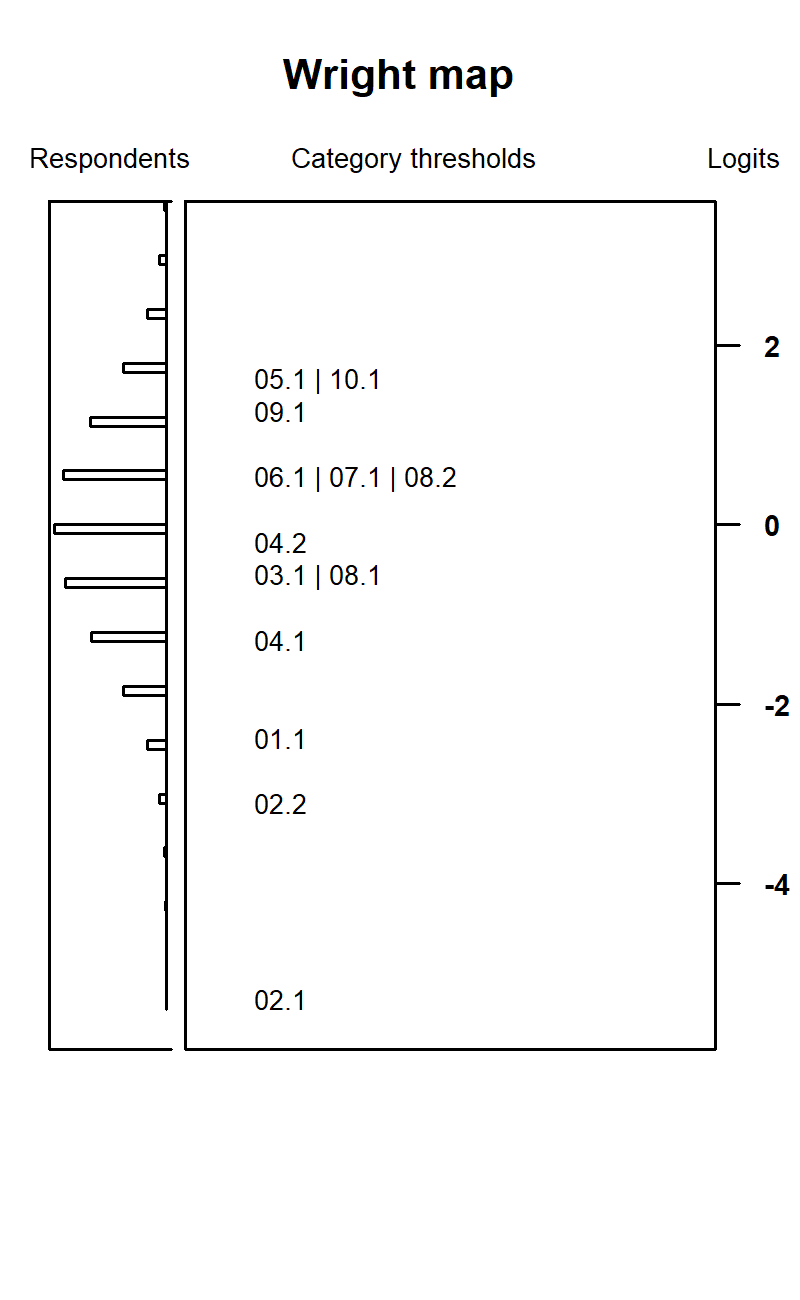 Wright map
Respondents Category thresholds Logits
2
05.1 | 10.1
09.1
06.1 | 07.1 | 08.2
0
04.2
03.1 | 08.1
04.1
-2
01.1
02.2
-4
02.1